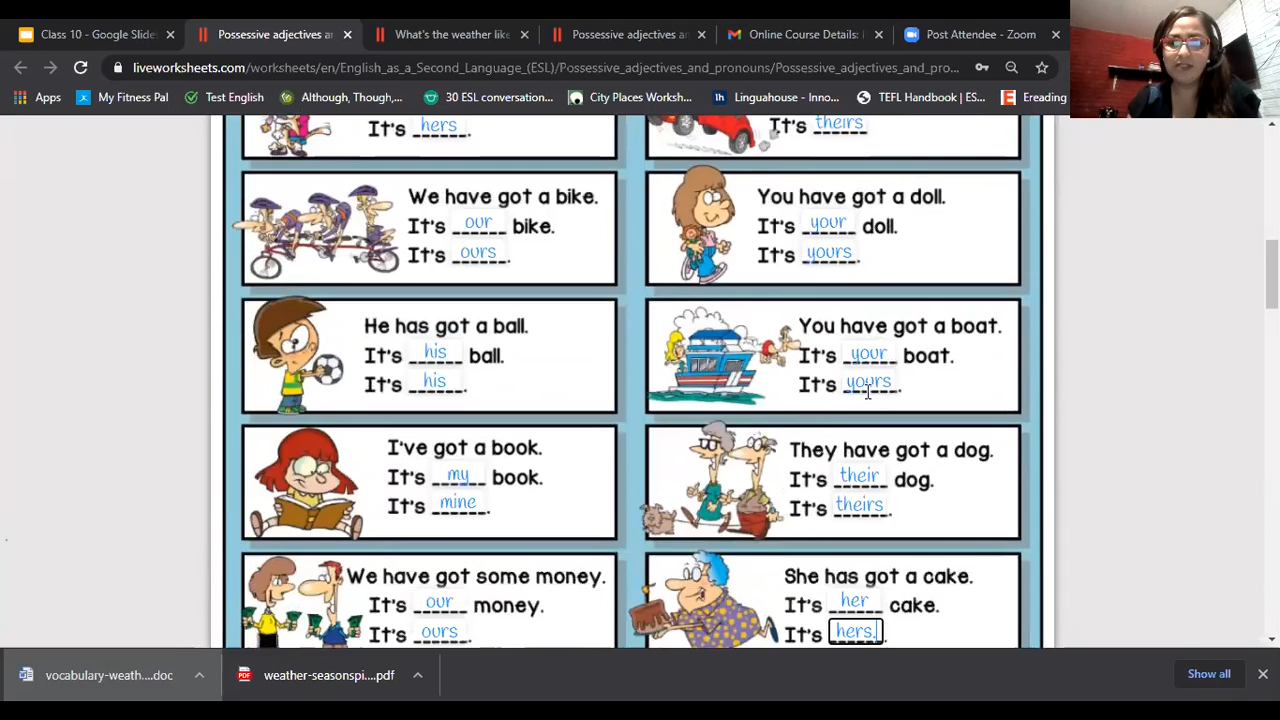 Class 10 - Google Slide
Possessive adjectives a
What's the weather like
Possessive adjectives and
Online Course Details:
Post Attendee - Zoom
liveworksheets.com/worksheets/en/English_as_a_Second_Language_(ESL)/Possessive_adjectives_and_pronouns/Possessive_adjectives_and_pro...
Apps
My Fitness Pal
Test English
Although, Though,...
30 ESL conversation...
City Places Worksh...
Linguahouse - Inno...
TEFL Handbook | ES...
Ereading
It's hers.
It's theirs
We have got a bike.
It's our bike.
It's ours.
You have got a doll.
It's your doll.
It's yours.
He has got a ball.
It's his ball.
It's his.
You have got a boat.
It's your boat.
It's yours.
I've got a book.
It's my book.
It's mine.
They have got a dog.
It's their dog.
It's theirs.
We have got some money.
It's our money.
It's ours.
She has got a cake.
It's her cake.
It's hers..
vocabulary-weath....doc
weather-seasonspi....pdf
Show all